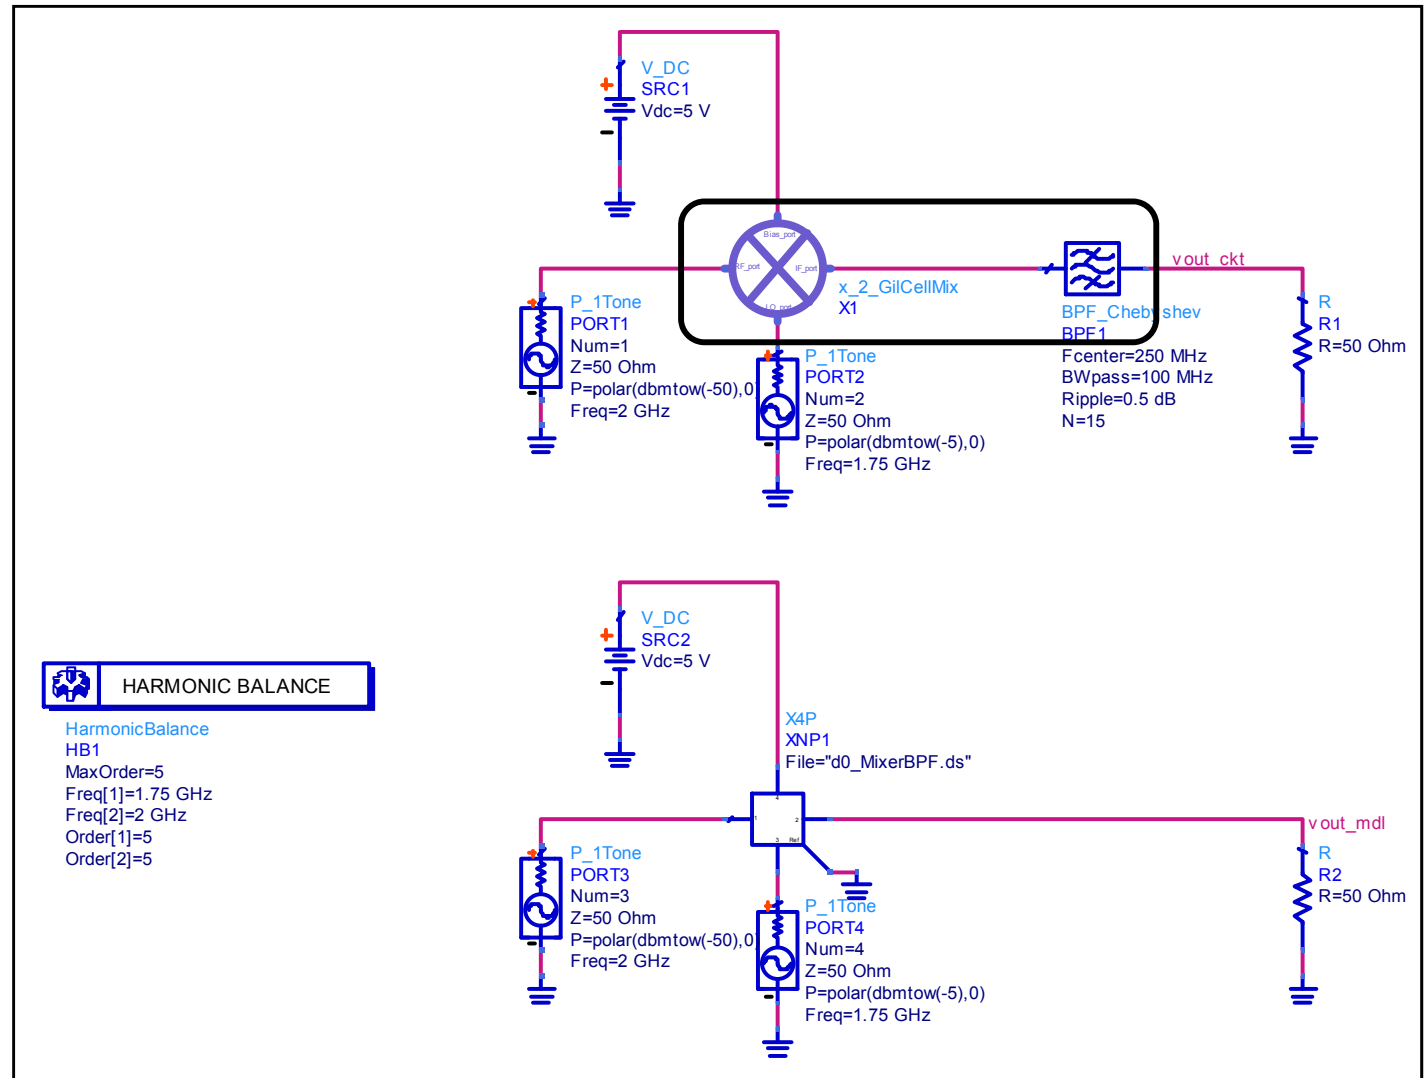 V_DC
SRC1
Vdc=5 V
Bias_port
RF_port
IF_port
LO_port
x_2_GilCellMix
X1
vout_ckt
BPF_Chebyshev
BPF1
Fcenter=250 MHz
BWpass=100 MHz
Ripple=0.5 dB
N=15
R
R1
R=50 Ohm
P_1Tone
PORT1
Num=1
Z=50 Ohm
P=polar(dbmtow(-50),0
Freq=2 GHz
P_1Tone
PORT2
Num=2
Z=50 Ohm
P=polar(dbmtow(-5),0)
Freq=1.75 GHz
V_DC
SRC2
Vdc=5 V
HARMONIC BALANCE
HarmonicBalance
HB1
MaxOrder=5
Freq[1]=1.75 GHz
Freq[2]=2 GHz
Order[1]=5
Order[2]=5
X4P
XNP1
File="d0_MixerBPF.ds"
4
1
2
3
Ref
vout_mdl
R
R2
R=50 Ohm
P_1Tone
PORT3
Num=3
Z=50 Ohm
P=polar(dbmtow(-50),0)
Freq=2 GHz
P_1Tone
PORT4
Num=4
Z=50 Ohm
P=polar(dbmtow(-5),0)
Freq=1.75 GHz